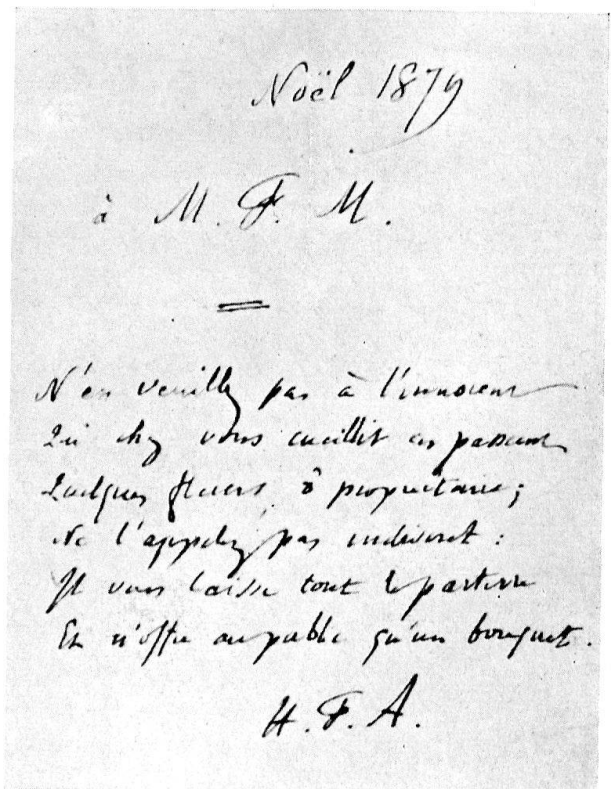 Noël 1879
à M. F. M.
N'en veuillez pas à l'innocent
Qui chez vous cueillit en passant
Quelques fleurs ô propriétaire;
Ne l'appelez pas indiscret:
Il vous laisse tout le parterre
Et n'offre au public qu'un bouquet.
H. F. A.